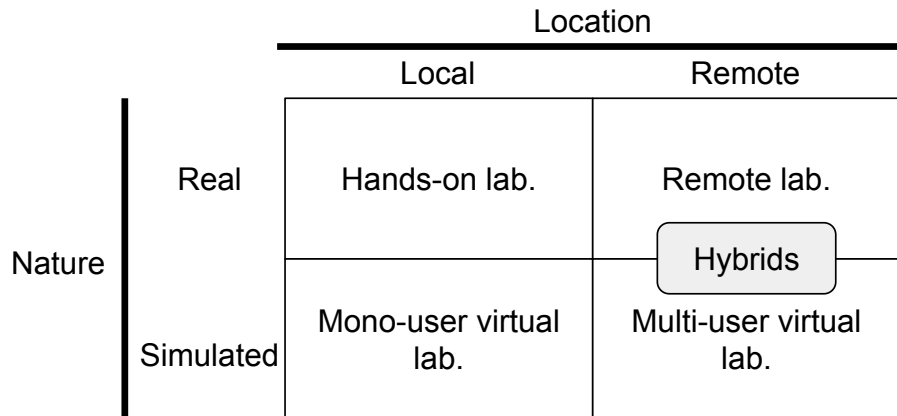 Location
Local
Remote
Real
Hands-on lab.
Remote lab.
Nature
Hybrids
Simulated
Mono-user virtual
lab.
Multi-user virtual
lab.